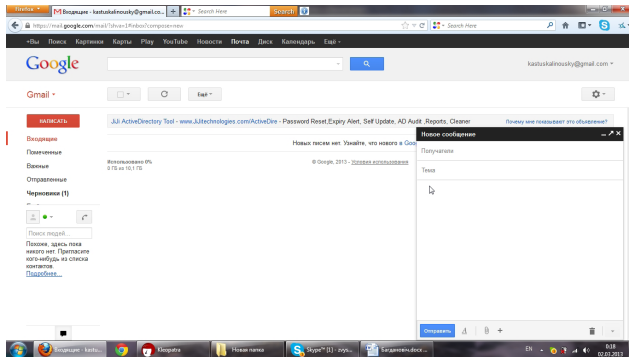 Firefox
Входящие - kastuskalinousky@gmail.co...
Search Here
Search
https://mail.google.com/mail/?shva=1#inbox?compose=new
Search Here
+Вы Поиск Картинки Карты Play YouTube Новости Почта Диск Календарь Ещё
Google
kastuskalinousky@gmail.com
Gmail
Ещё
НАПИСАТЬ
JiJi ActiveDirectory Tool - www.JiJitechnologies.com/ActiveDire - Password Reset,Expiry Alert, Self Update, AD Audit ,Reports, Cleaner
Почему мне показывают это объявление?
Входящие
Помеченные
Важные
Отправленные
Черновики (1)
Новых писем нет. Узнайте, что нового в Goo
Использовано 0%
0 ГБ из 10,1 ГБ
© Google, 2013 - Условия использования
Новое сообщение
Получатели
Тема
Поиск людей...
Похоже, здесь пока
никого нет. Пригласите
кого-нибудь из списка
контактов.
Подробнее...
Отправить
Входящие - kastu...
Kleopatra
Новая папка
Skype™ [1] - zvys...
Багдановіч.docx ...
EN
0:18
02.03.2013